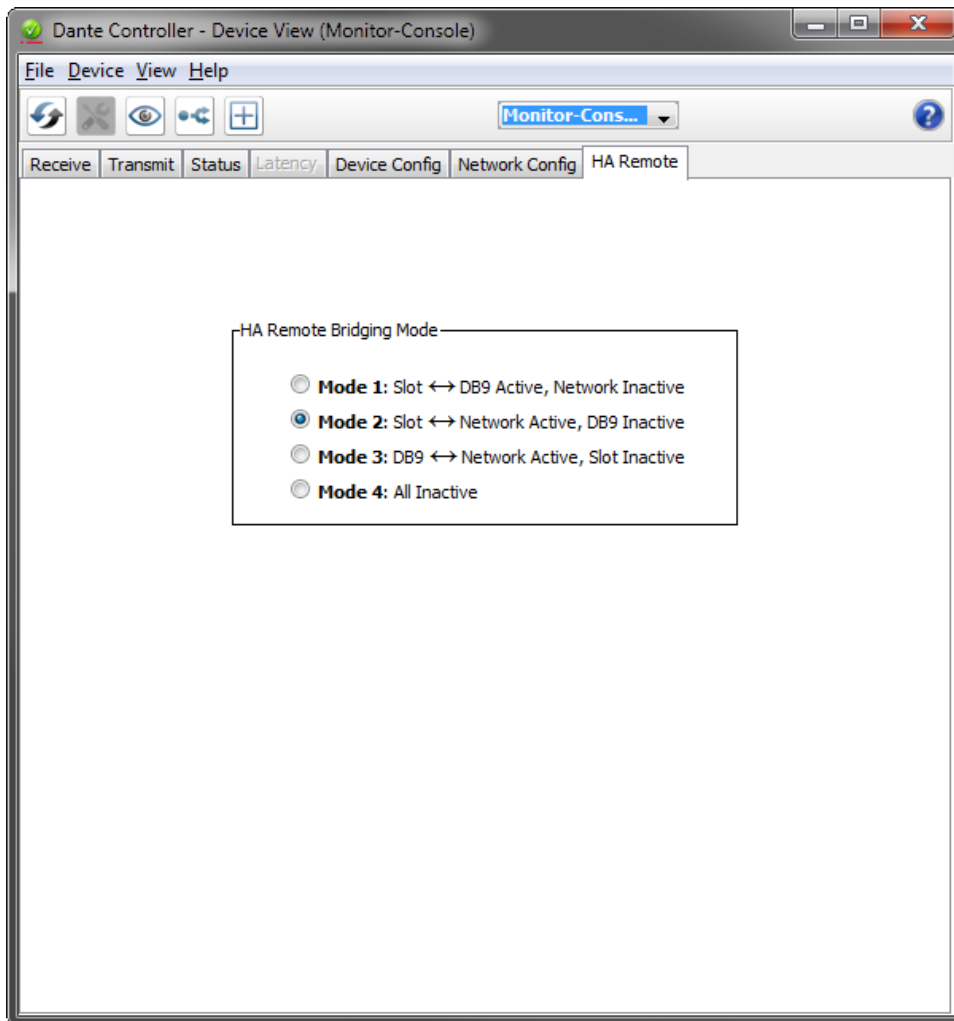 Dante Controller - Device View (Monitor-Console)
File Device View Help
Monitor-Cons...
Receive Transmit Status Latency Device Config Network Config HA Remote
HA Remote Bridging Mode
Mode 1: Slot ↔ DB9 Active, Network Inactive
Mode 2: Slot ↔ Network Active, DB9 Inactive
Mode 3: DB9 ↔ Network Active, Slot Inactive
Mode 4: All Inactive